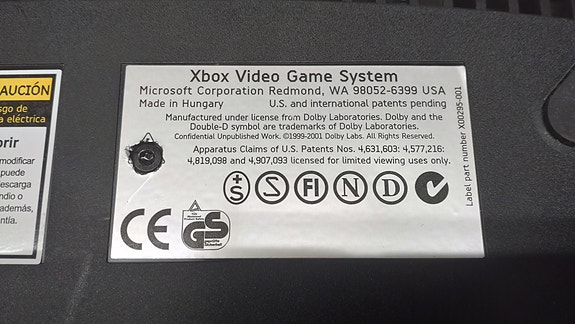 AUCIÓN
sgo de
a eléctrica
rir
modificar
puede
escarga
ndio o
además,
ntía.
Xbox Video Game System
Microsoft Corporation Redmond, WA 98052-6399 USA
Made in Hungary U.S. and international patents pending
Manufactured under license from Dolby Laboratories. Dolby and the
Double-D symbol are trademarks of Dolby Laboratories.
Confidential Unpublished Work. ©1999-2001 Dolby Labs. All Rights Reserved.
Apparatus Claims of U.S. Patents Nos. 4,631,603; 4,577,216;
4,819,098 and 4,907,093 licensed for limited viewing uses only.
S S FI N D
CE GS
geprüfte
Sicherheit
Label part number X00295-001